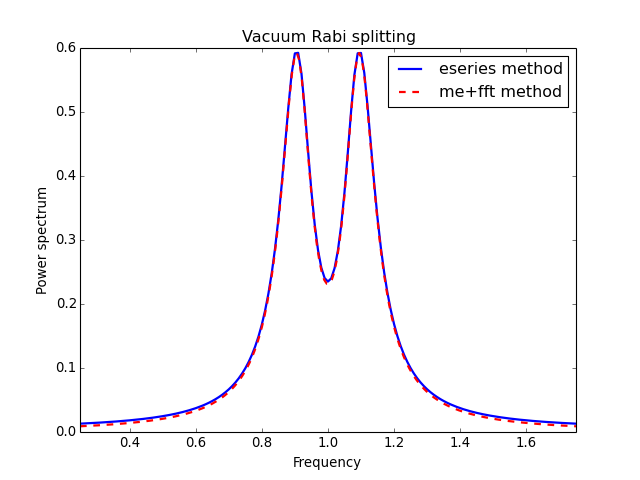 Vacuum Rabi splitting
eseries method
me+fft method
Power spectrum
0.6
0.5
0.4
0.3
0.2
0.1
0.0
0.4 0.6 0.8 1.0 1.2 1.4 1.6
Frequency